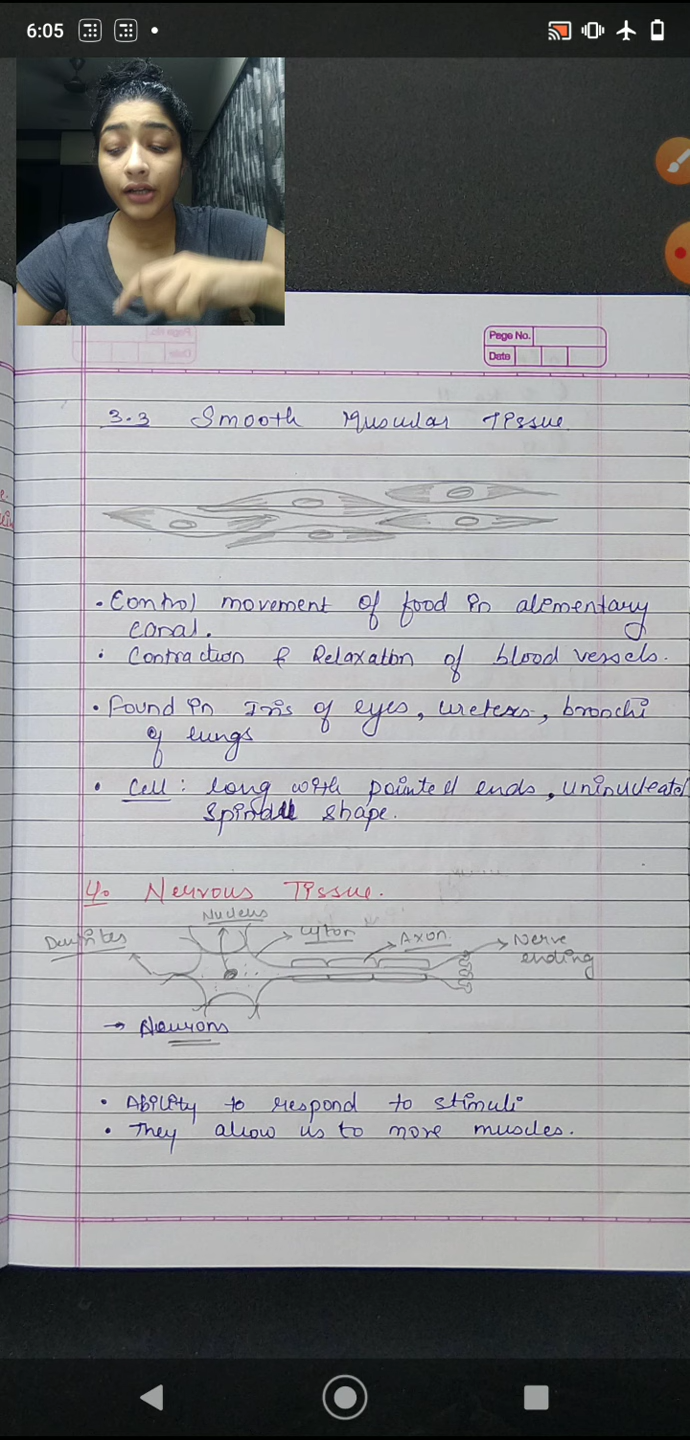 6:05
Page No.
Date
3.3 Smooth Muscular Tissue
• Control movement of food in alementary
canal.
• Contraction & Relaxation of blood vessels.
• Found in Iris of eyes, ureters, bronchi
of lungs
• Cell : long with pointed ends, uninucleated
spindle shape.
4. Nervous Tissue.
Nucleus
Cyton
Axon
Nerve
ending
→ Neurons
• Ability to respond to stimuli
• They allow us to move muscles.